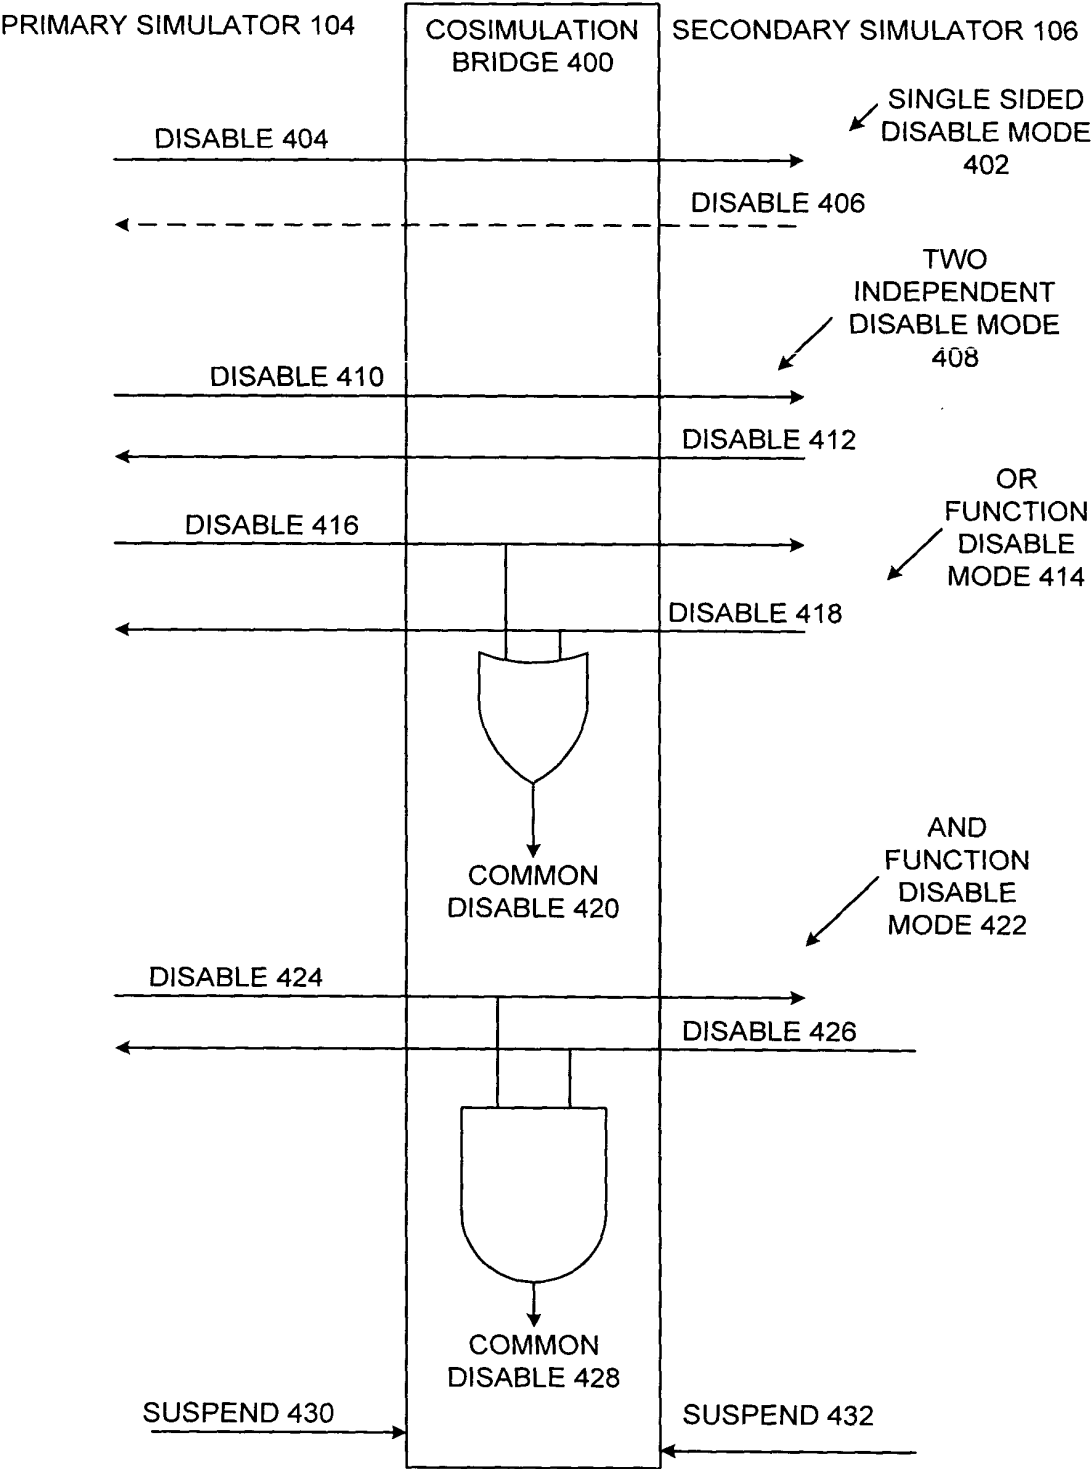 PRIMARY SIMULATOR 104
COSIMULATION
BRIDGE 400
SECONDARY SIMULATOR 106
SINGLE SIDED
DISABLE MODE
402
DISABLE 404
DISABLE 406
TWO
INDEPENDENT
DISABLE MODE
408
DISABLE 410
DISABLE 412
OR
FUNCTION
DISABLE
MODE 414
DISABLE 416
DISABLE 418
COMMON
DISABLE 420
AND
FUNCTION
DISABLE
MODE 422
DISABLE 424
DISABLE 426
COMMON
DISABLE 428
SUSPEND 430
SUSPEND 432